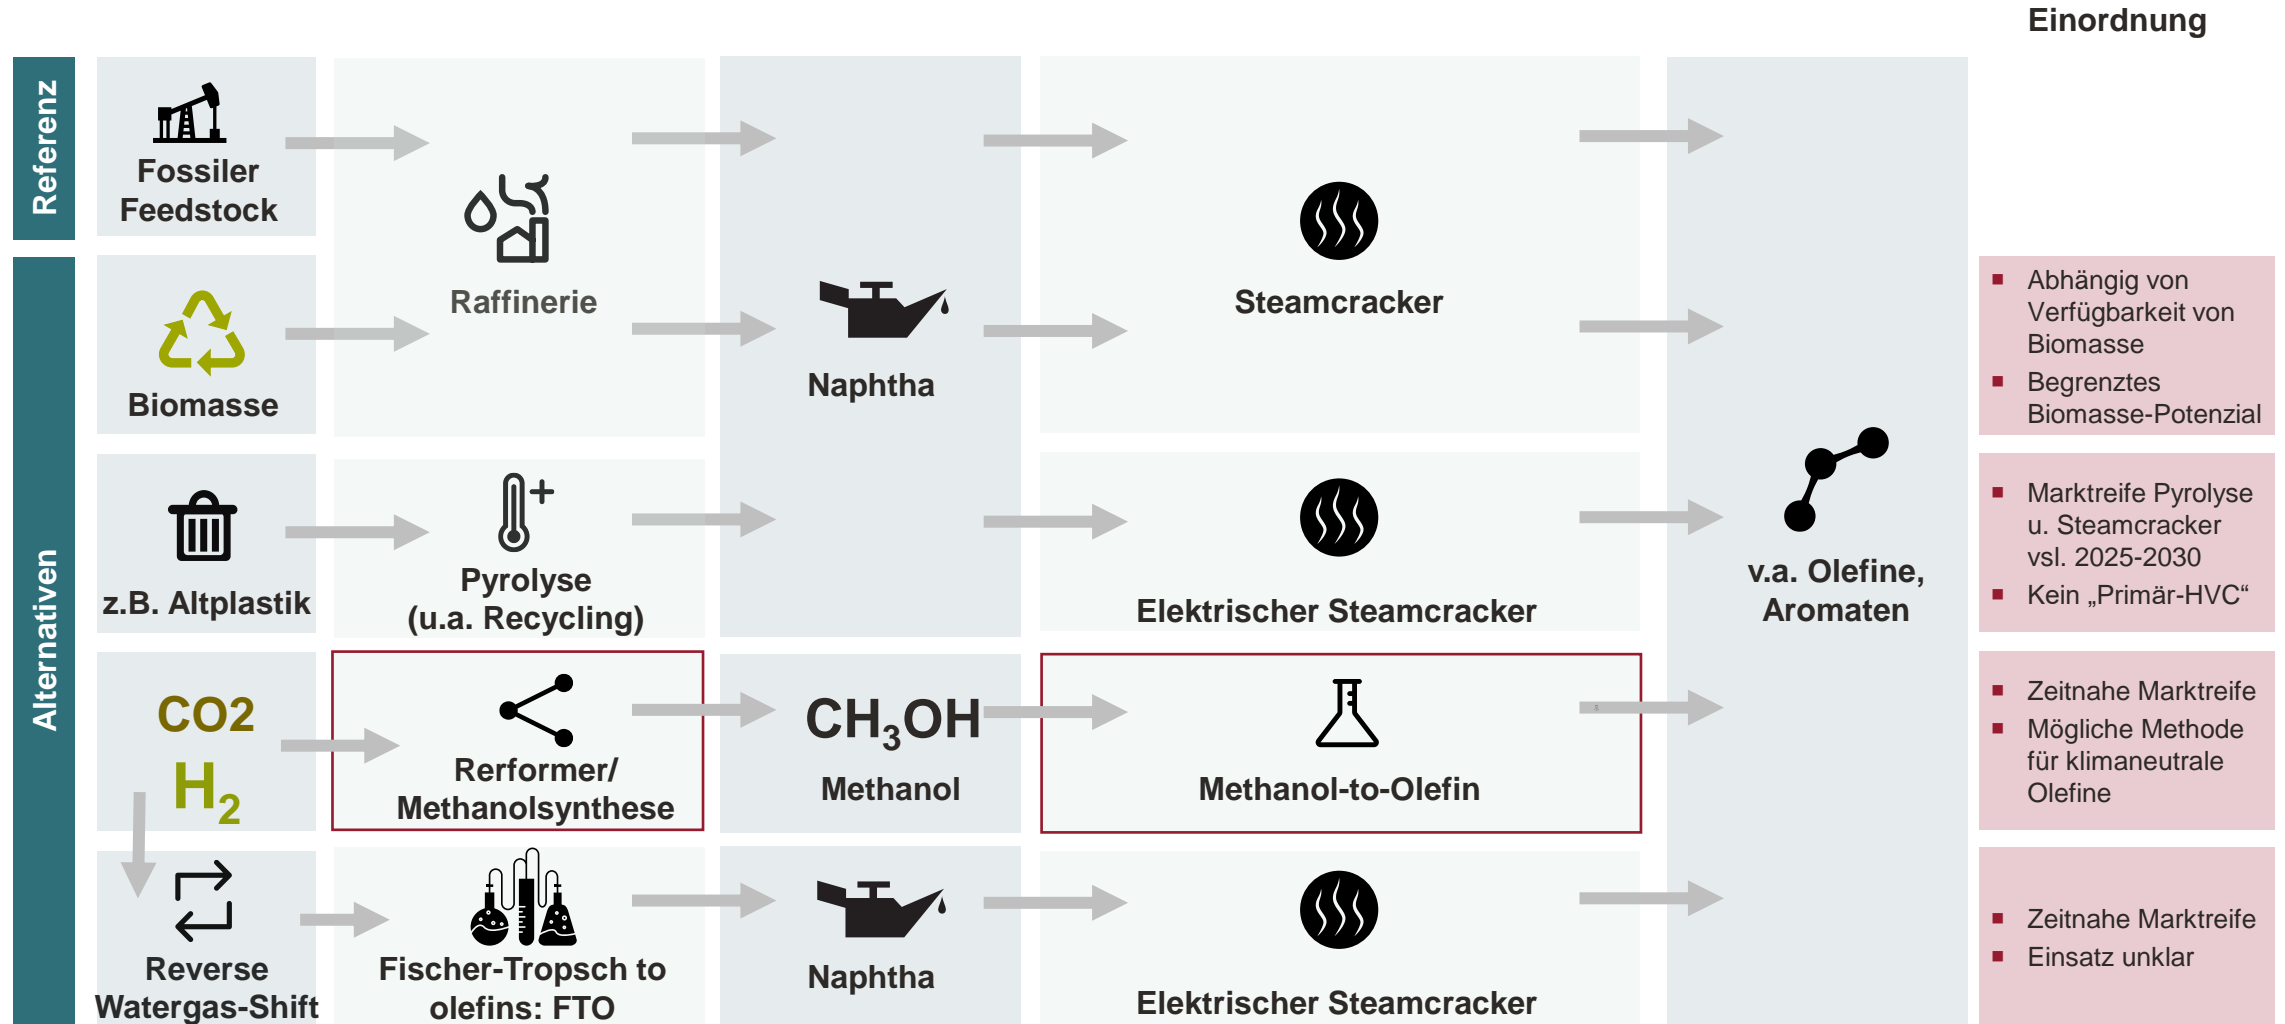 Einordnung
Referenz
Fossiler
Feedstock
Raffinerie
Steamcracker
Naphtha
Alternativen
Biomasse
Abhängig von
Verfügbarkeit von
Biomasse
Begrenztes
Biomasse-Potenzial
z.B. Altplastik
Pyrolyse
(u.a. Recycling)
Elektrischer Steamcracker
v.a. Olefine,
Aromaten
Marktreife Pyrolyse
u. Steamcracker
vsl. 2025-2030
Kein „Primär-HVC“
CO2
H₂
Rerformer/
Methanolsynthese
CH₃OH
Methanol
Methanol-to-Olefin
Zeitnahe Marktreife
Mögliche Methode
für klimaneutrale
Olefine
Reverse
Watergas-Shift
Fischer-Tropsch to
olefins: FTO
Naphtha
Elektrischer Steamcracker
Zeitnahe Marktreife
Einsatz unklar